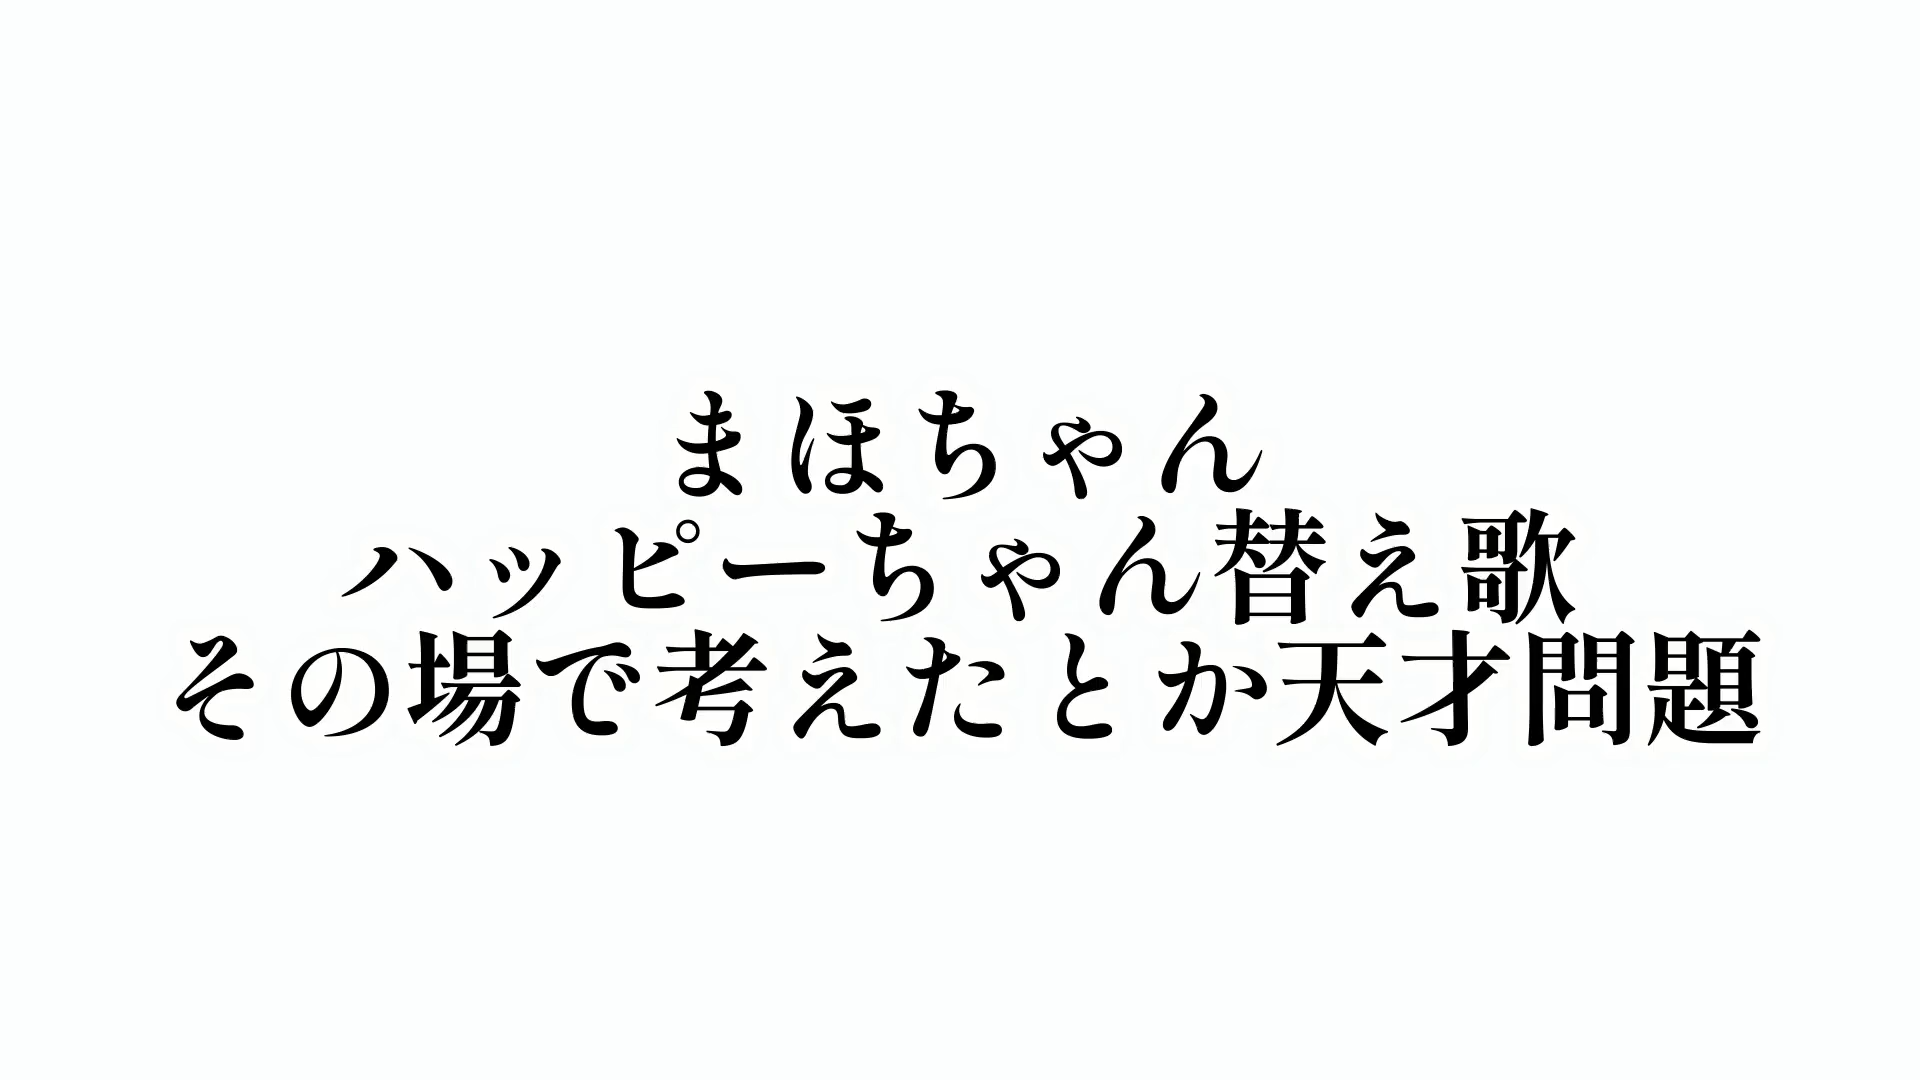 まほちゃん
ハッピーちゃん替え歌
その場で考えたとか天才問題